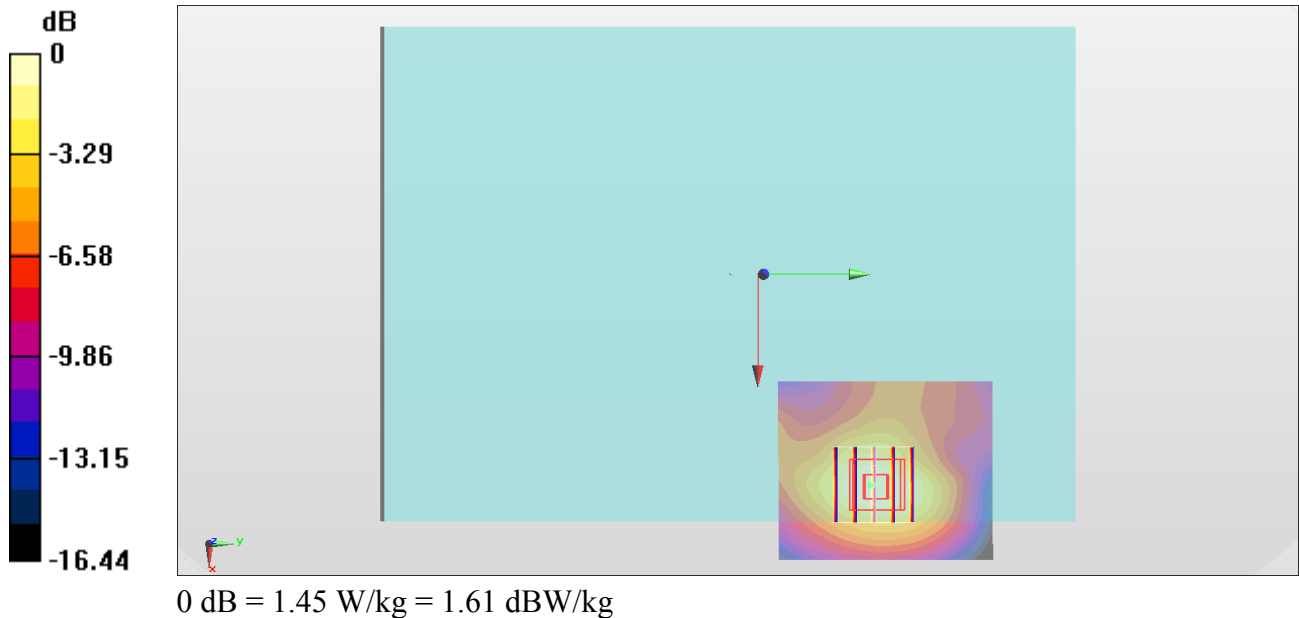 dB
0
-3.29
-6.58
-9.86
-13.15
-16.44
z
y
x
0 dB = 1.45 W/kg = 1.61 dBW/kg